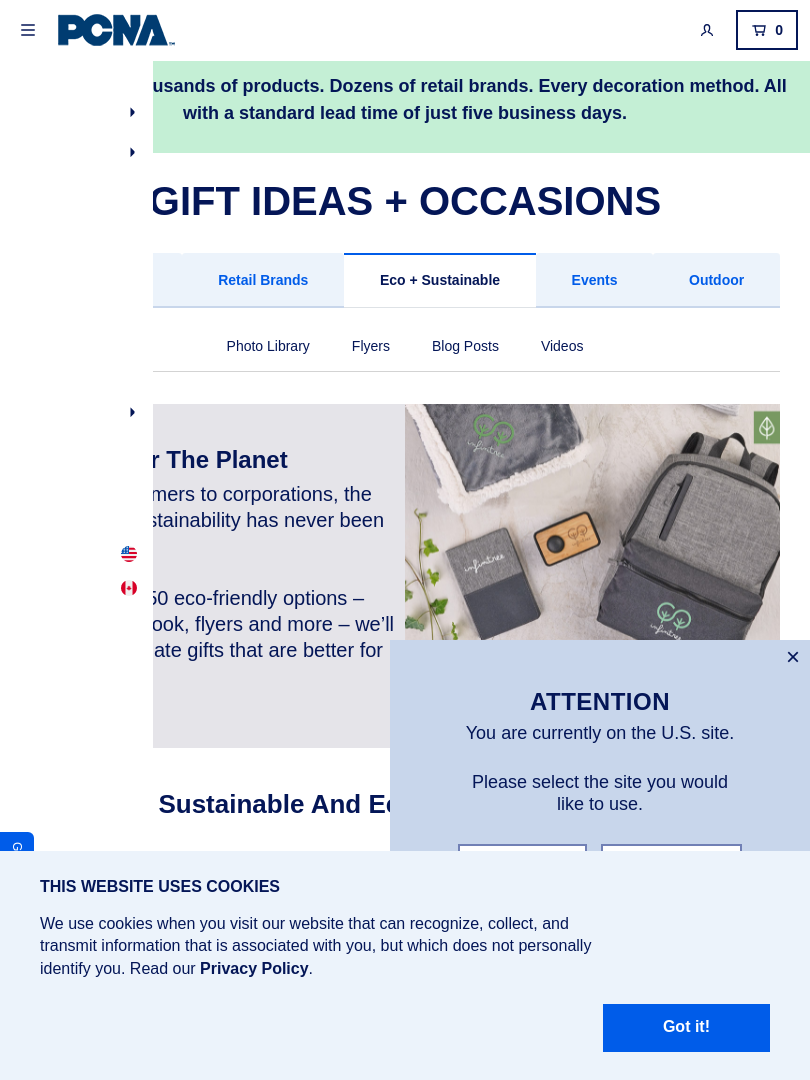 PCNA
0
usands of products. Dozens of retail brands. Every decoration method. All
with a standard lead time of just five business days.
GIFT IDEAS + OCCASIONS
Retail Brands
Eco + Sustainable
Events
Outdoor
Photo Library
Flyers
Blog Posts
Videos
r The Planet
mers to corporations, the
stainability has never been
50 eco-friendly options –
ook, flyers and more – we'll
ate gifts that are better for
infinitree
infinitree
infinitree
Sustainable And Ec
ATTENTION
You are currently on the U.S. site.
Please select the site you would
like to use.
G
THIS WEBSITE USES COOKIES
We use cookies when you visit our website that can recognize, collect, and
transmit information that is associated with you, but which does not personally
identify you. Read our Privacy Policy.
Got it!